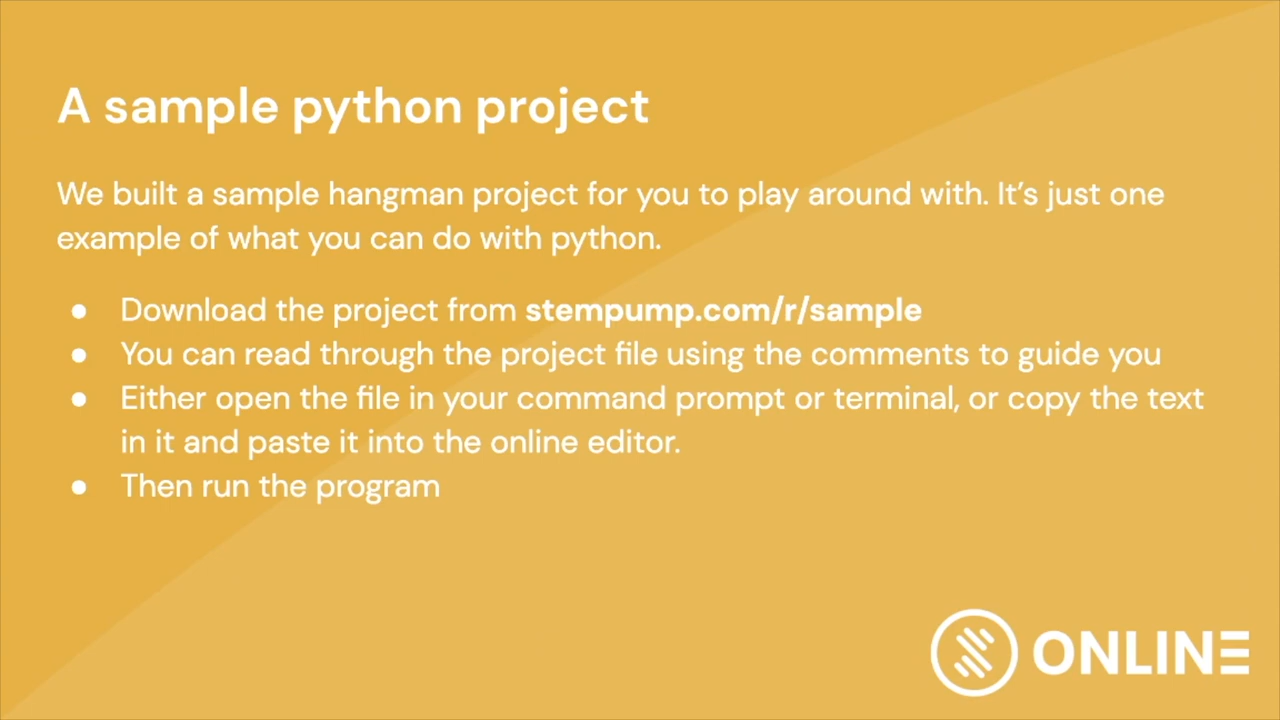 A sample python project
We built a sample hangman project for you to play around with. It's just one
example of what you can do with python.
● Download the project from stempump.com/r/sample
● You can read through the project file using the comments to guide you
● Either open the file in your command prompt or terminal, or copy the text
in it and paste it into the online editor.
● Then run the program
ONLINE